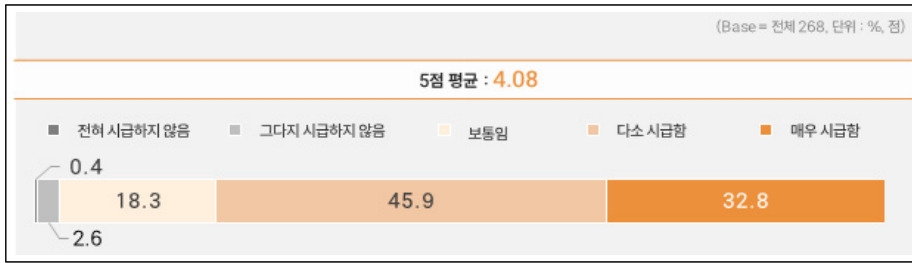 (Base = 전체 268, 단위 : %, 점)
5점 평균 : 4.08
전혀 시급하지 않음 그다지 시급하지 않음 보통임 다소 시급함 매우 시급함
0.4
18.3 45.9 32.8
2.6